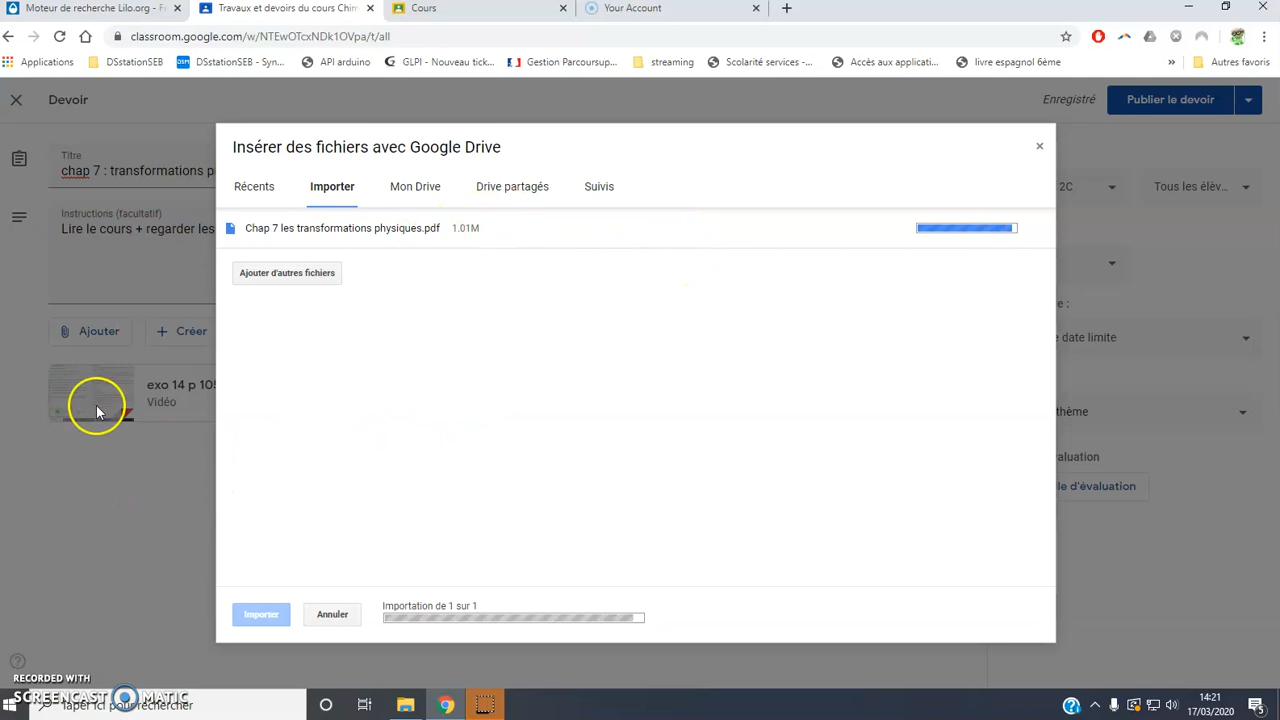 Moteur de recherche Lilo.org - Fr
Travaux et devoirs du cours Chim
Cours
Your Account
classroom.google.com/w/NTEwOTcxNDk1OVpa/t/all
Applications
DSstationSEB
DSM
DSstationSEB - Syn...
API arduino
GLPI - Nouveau tick...
Gestion Parcoursup...
streaming
Scolarité services -...
Accès aux applicati...
livre espagnol 6ème
»
Autres favoris
Devoir
Enregistré
Publier le devoir
Titre
chap 7 : transformations p
2C
Tous les élèv...
Instructions (facultatif)
Lire le cours + regarder les
Ajouter
Créer
exo 14 p 105
Vidéo
Insérer des fichiers avec Google Drive
×
Récents
Importer
Mon Drive
Drive partagés
Suivis
Chap 7 les transformations physiques.pdf
1.01M
Ajouter d'autres fichiers
Importer
Annuler
Importation de 1 sur 1
e :
e date limite
thème
valuation
le d'évaluation
RECORDED WITH
SCREENCAST MATIC
Taper ici pour rechercher
14:21
17/03/2020
5